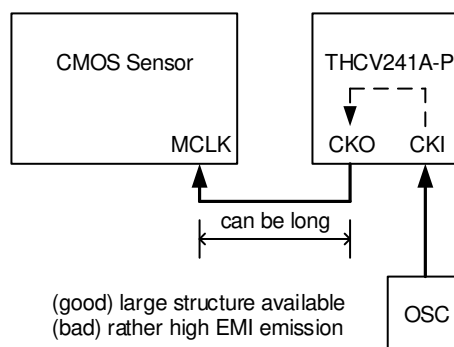 CMOS Sensor
THCV241A-P
MCLK
CKO
CKI
can be long
(good) large structure available
(bad) rather high EMI emission
OSC